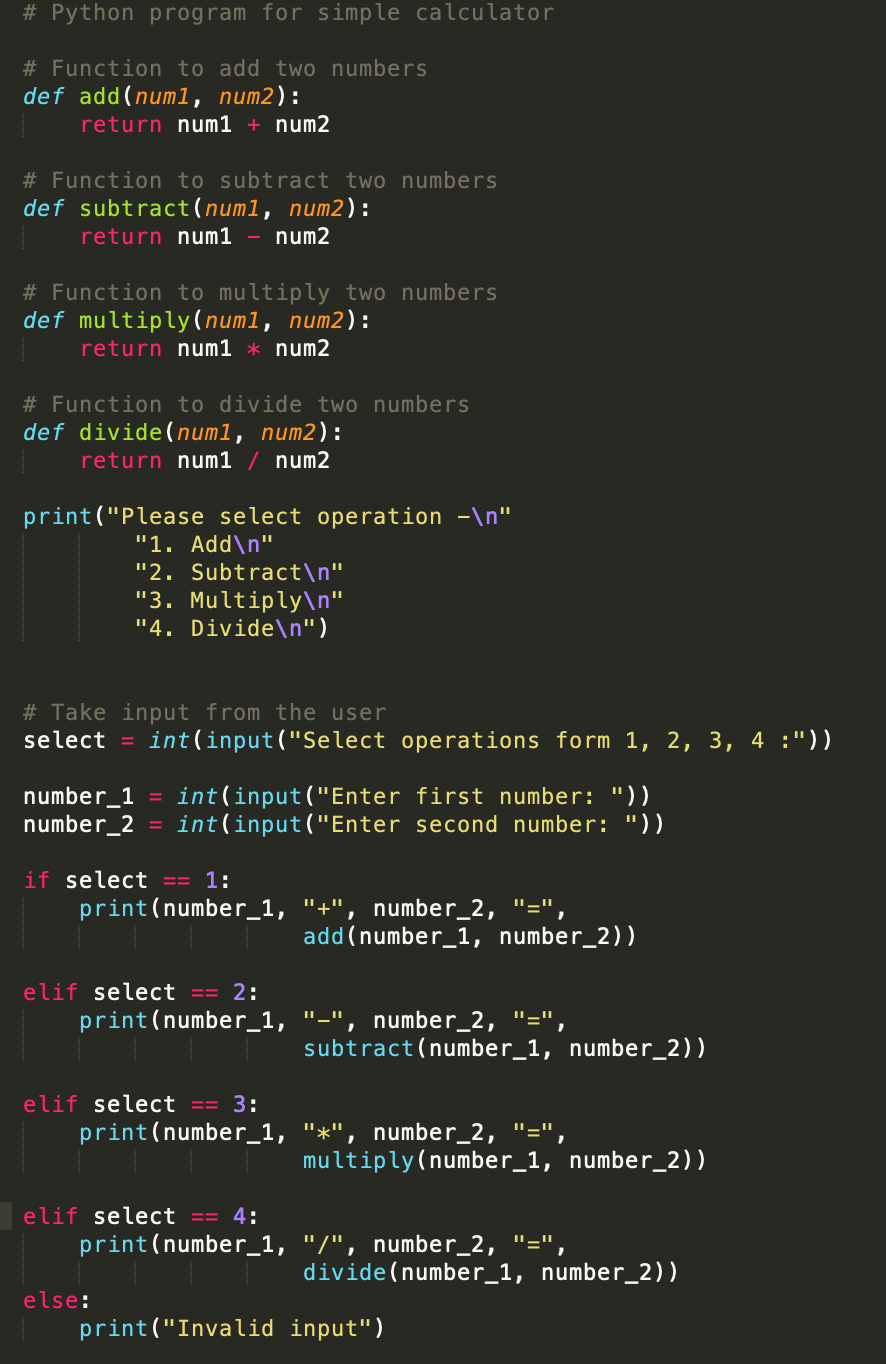 # Python program for simple calculator

# Function to add two numbers
def add(num1, num2):
    return num1 + num2

# Function to subtract two numbers
def subtract(num1, num2):
    return num1 - num2

# Function to multiply two numbers
def multiply(num1, num2):
    return num1 * num2

# Function to divide two numbers
def divide(num1, num2):
    return num1 / num2

print("Please select operation -\n"
        "1. Add\n"
        "2. Subtract\n"
        "3. Multiply\n"
        "4. Divide\n")


# Take input from the user
select = int(input("Select operations form 1, 2, 3, 4 :"))

number_1 = int(input("Enter first number: "))
number_2 = int(input("Enter second number: "))

if select == 1:
    print(number_1, "+", number_2, "=",
                    add(number_1, number_2))

elif select == 2:
    print(number_1, "-", number_2, "=",
                    subtract(number_1, number_2))

elif select == 3:
    print(number_1, "*", number_2, "=",
                    multiply(number_1, number_2))

elif select == 4:
    print(number_1, "/", number_2, "=",
                    divide(number_1, number_2))
else:
    print("Invalid input")